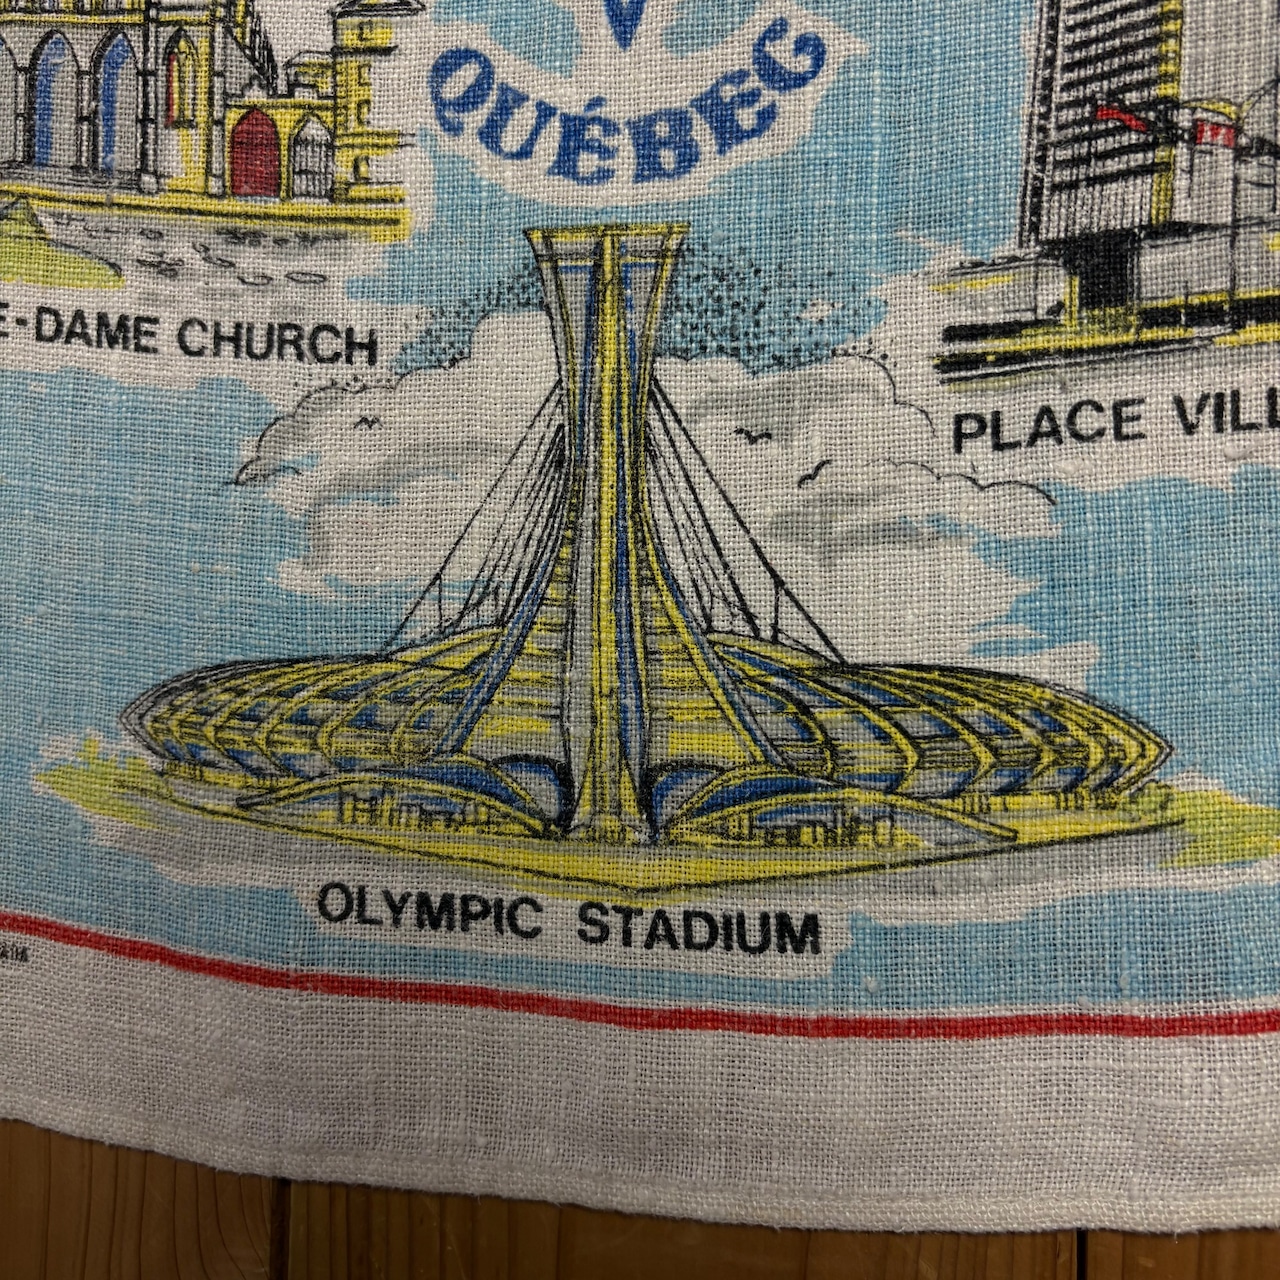 QUÉBEC
E-DAME CHURCH
PLACE VILL
OLYMPIC STADIUM